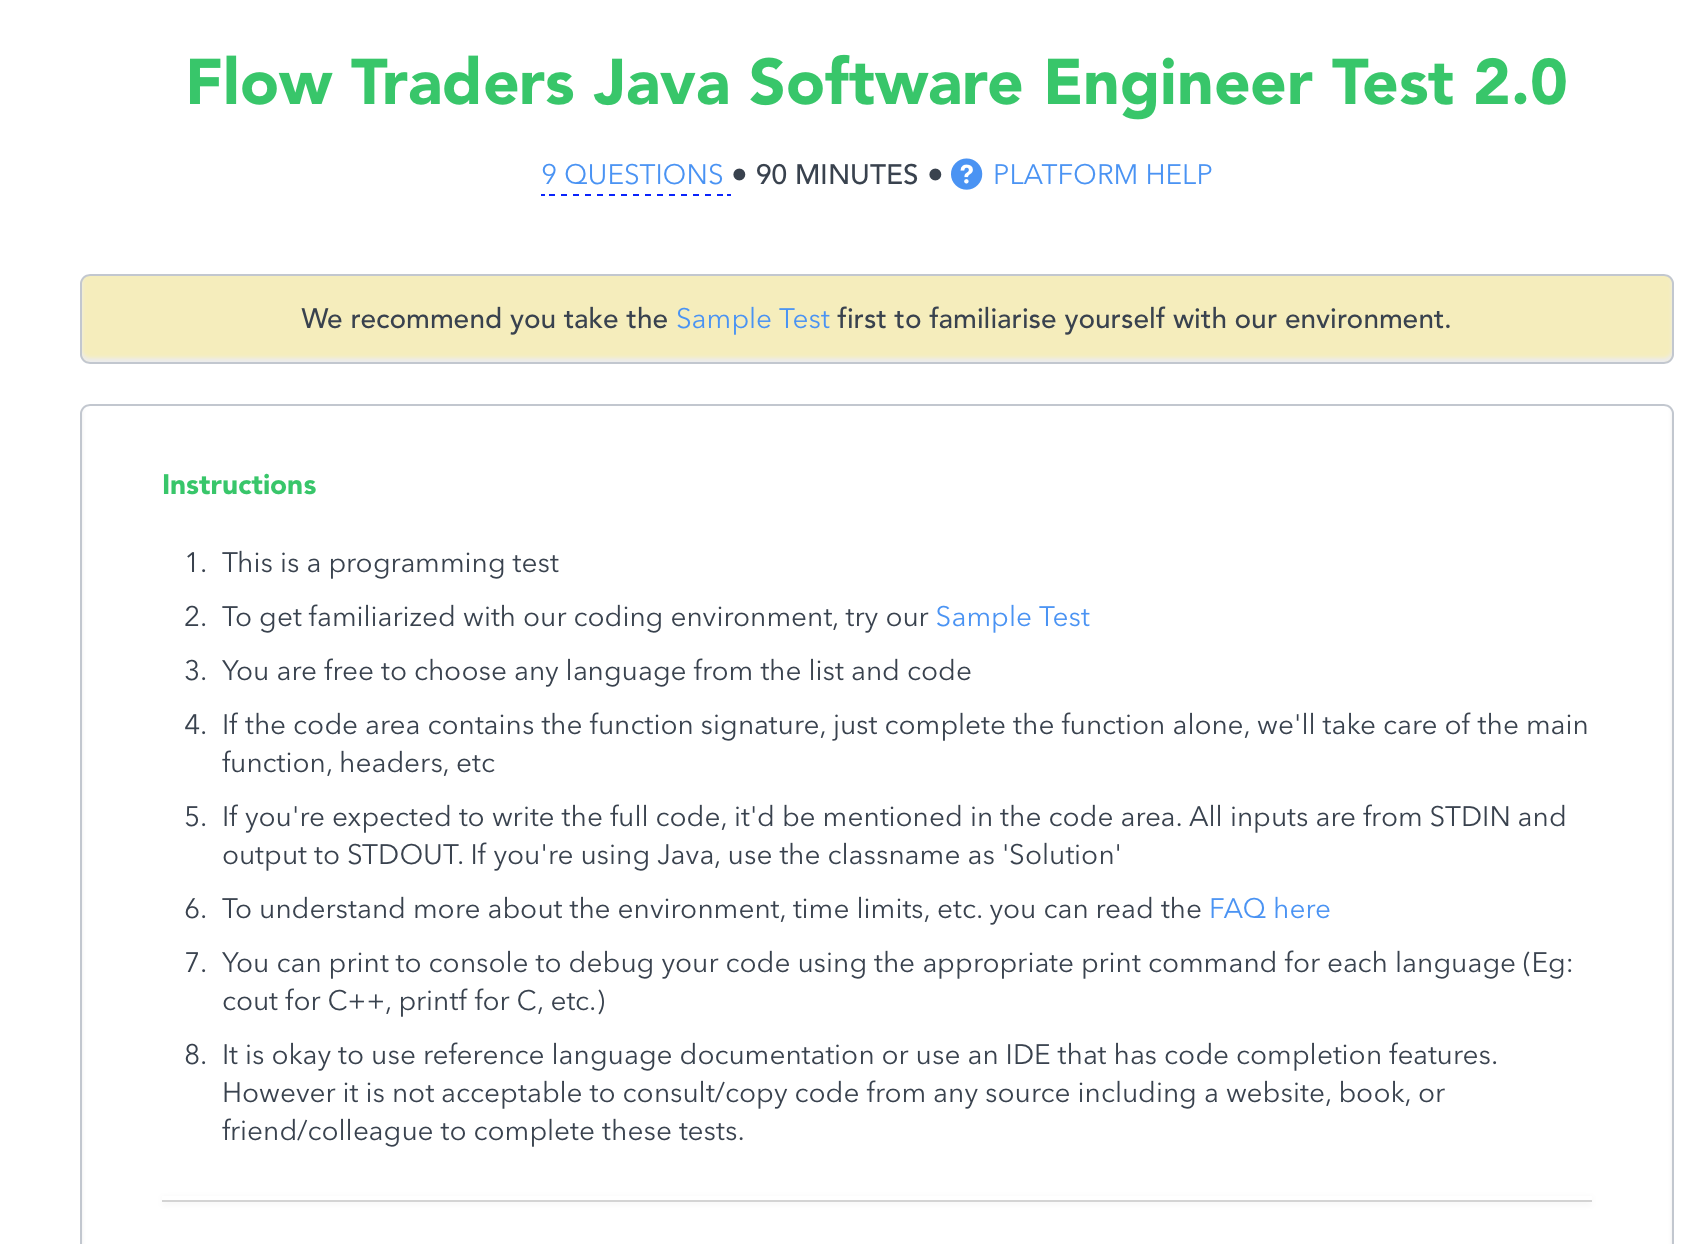 Flow Traders Java Software Engineer Test 2.0
9 QUESTIONS • 90 MINUTES • ? PLATFORM HELP
We recommend you take the Sample Test first to familiarise yourself with our environment.
Instructions
1. This is a programming test
2. To get familiarized with our coding environment, try our Sample Test
3. You are free to choose any language from the list and code
4. If the code area contains the function signature, just complete the function alone, we'll take care of the main
function, headers, etc
5. If you're expected to write the full code, it'd be mentioned in the code area. All inputs are from STDIN and
output to STDOUT. If you're using Java, use the classname as 'Solution'
6. To understand more about the environment, time limits, etc. you can read the FAQ here
7. You can print to console to debug your code using the appropriate print command for each language (Eg:
cout for C++, printf for C, etc.)
8. It is okay to use reference language documentation or use an IDE that has code completion features.
However it is not acceptable to consult/copy code from any source including a website, book, or
friend/colleague to complete these tests.